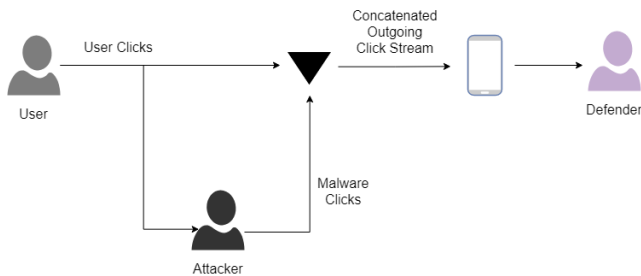 User Clicks
Concatenated
Outgoing
Click Stream
User
Defender
Malware
Clicks
Attacker